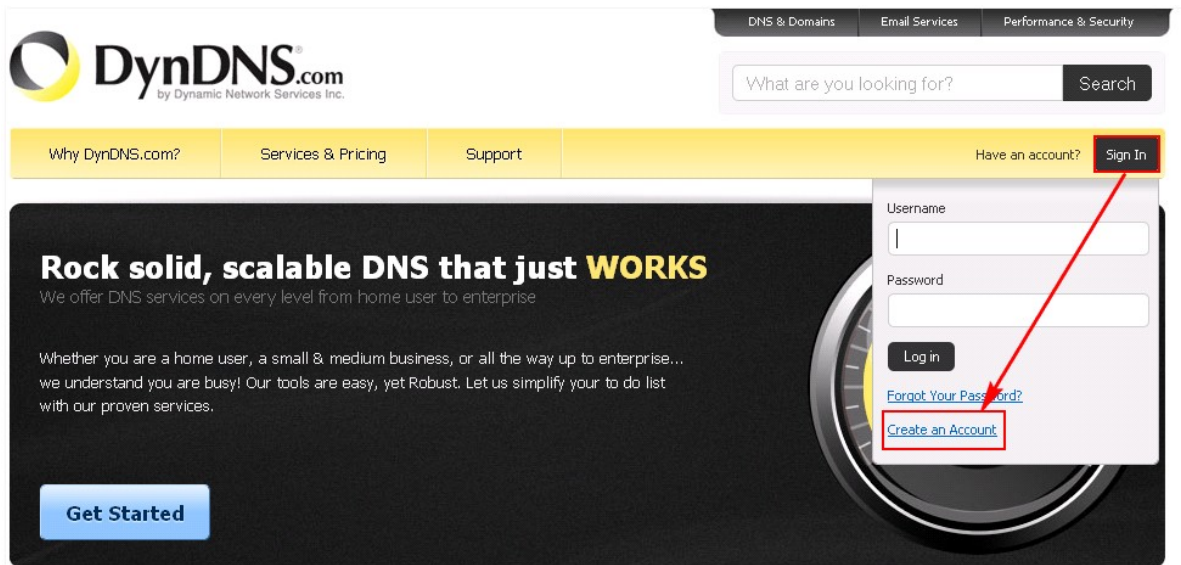 DNS & Domains
Email Services
Performance & Security
DynDNS.com®
by Dynamic Network Services Inc.
What are you looking for?
Search
Why DynDNS.com?
Services & Pricing
Support
Have an account?
Sign In
Username
Password
Log in
Forgot Your Password?
Create an Account
Rock solid, scalable DNS that just WORKS
We offer DNS services on every level from home user to enterprise
Whether you are a home user, a small & medium business, or all the way up to enterprise...
we understand you are busy! Our tools are easy, yet Robust. Let us simplify your to do list
with our proven services.
Get Started